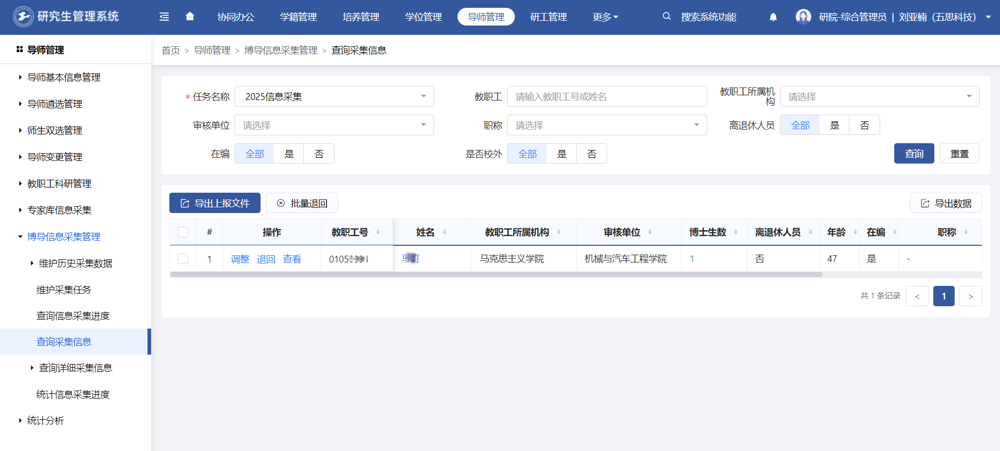 研究生管理系统
协同办公 学籍管理 培养管理 学位管理 导师管理 研工管理 更多 搜索系统功能 研院-综合管理员 | 刘亚楠（五思科技）
导师管理
导师基本信息管理
导师遴选管理
师生双选管理
导师变更管理
教职工科研管理
专家库信息采集
博导信息采集管理
维护历史采集数据
维护采集任务
查询信息采集进度
查询采集信息
查询详细采集信息
统计信息采集进度
统计分析
首页 > 导师管理 > 博导信息采集管理 > 查询采集信息
* 任务名称 2025信息采集 教职工 请输入教职工号或姓名 教职工所属机构 请选择
审核单位 请选择 职称 请选择 离退休人员 全部 是 否
在编 全部 是 否 是否校外 全部 是 否 查询 重置
导出上报文件 批量退回 导出数据
# 操作 教职工号 姓名 教职工所属机构 审核单位 博士生数 离退休人员 年龄 在编 职称
1 调整 退回 查看 马克思主义学院 机械与汽车工程学院 1 否 47 是 -
共 1 条记录 < 1 >